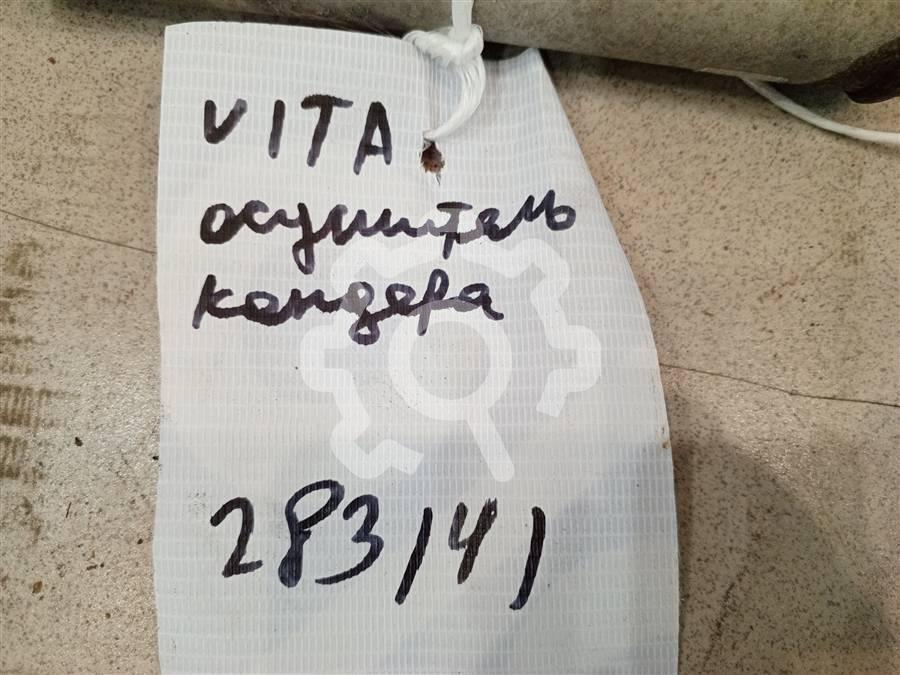 VITA
осушитель
кондера
283141